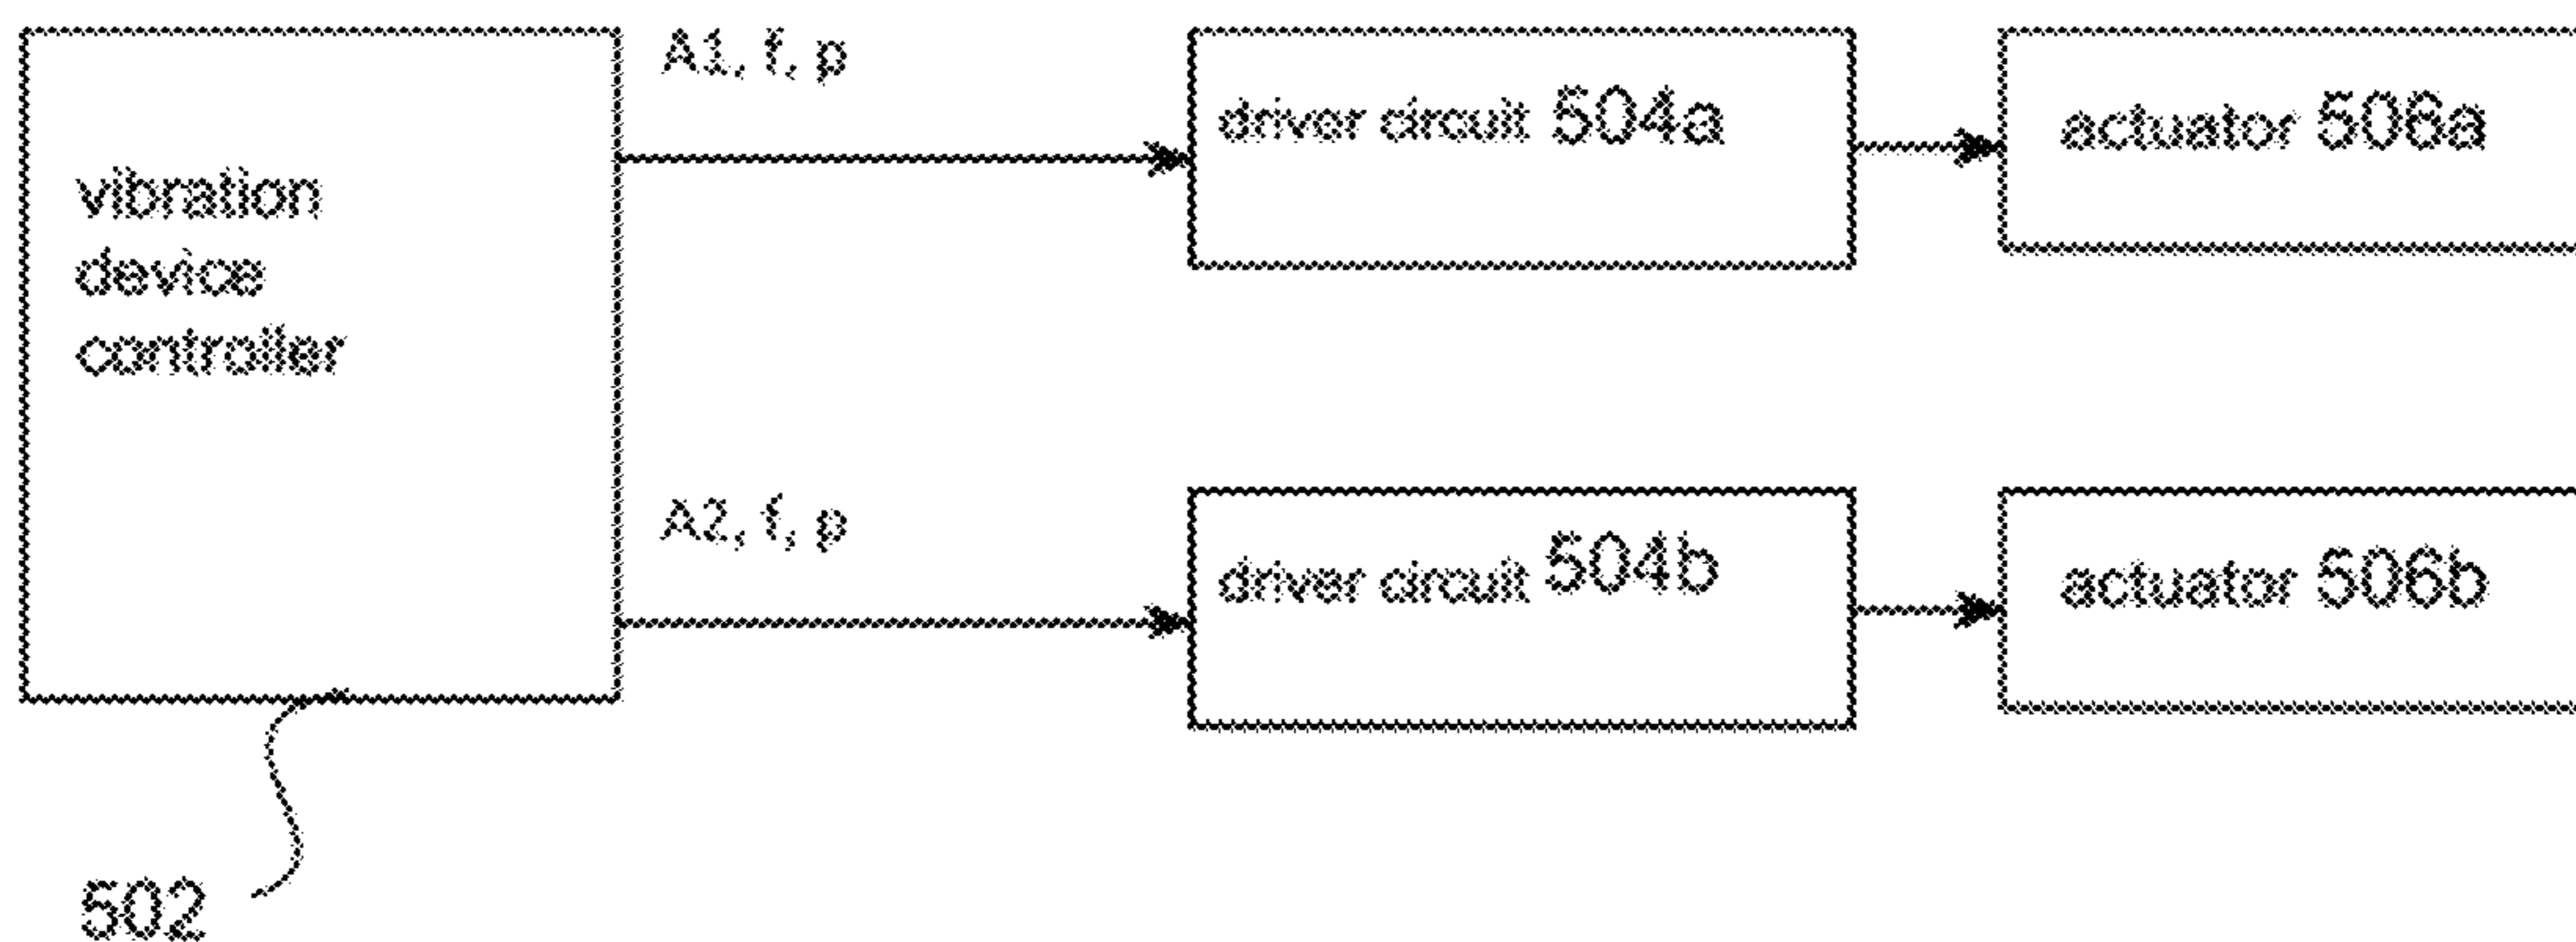 A1, f, p
driver circuit 504a
actuator 506a
vibration
device
controller
A2, f, p
driver circuit 504b
actuator 506b
502